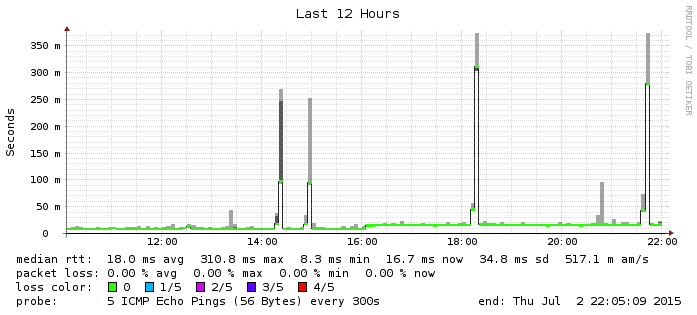 Last 12 Hours
RRDTOOL / TOBI OETIKER
Seconds
350 m
300 m
250 m
200 m
150 m
100 m
50 m
0
12:00 14:00 16:00 18:00 20:00 22:00
median rtt: 18.0 ms avg 310.8 ms max 8.3 ms min 16.7 ms now 34.8 ms sd 517.1 m am/s
packet loss: 0.00 % avg 0.00 % max 0.00 % min 0.00 % now
loss color: 0 1/5 2/5 3/5 4/5
probe: 5 ICMP Echo Pings (56 Bytes) every 300s end: Thu Jul 2 22:05:09 2015